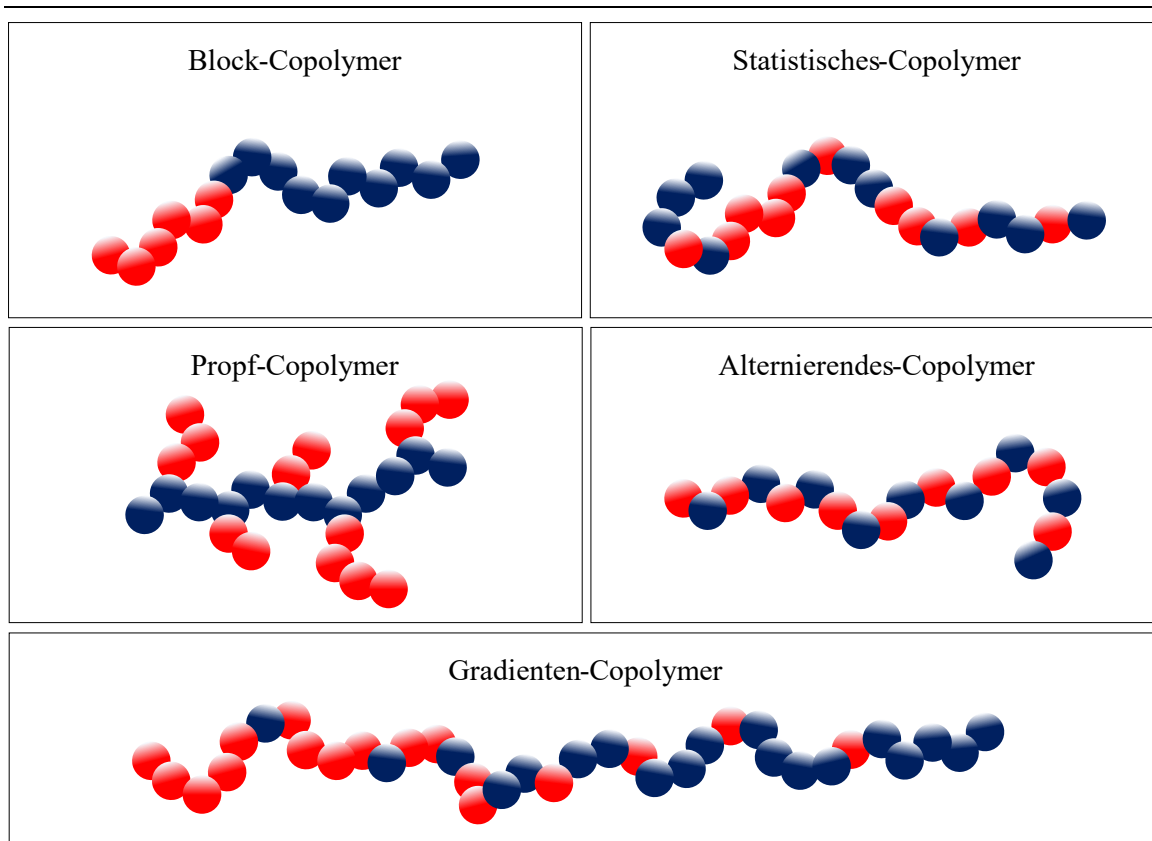 Block-Copolymer
Statistisches-Copolymer
Propf-Copolymer
Alternierendes-Copolymer
Gradienten-Copolymer